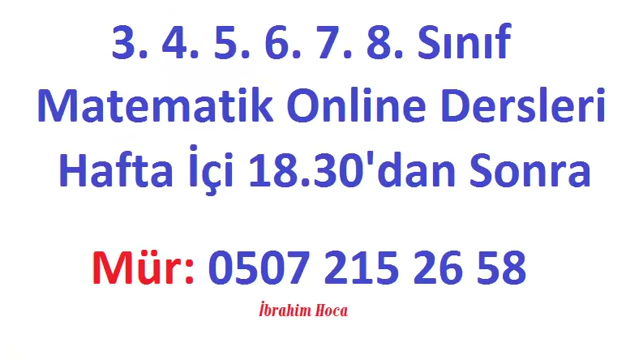 3. 4. 5. 6. 7. 8. Sınıf
Matematik Online Dersleri
Hafta İçi 18.30'dan Sonra
Mür: 0507 215 26 58
İbrahim Hoca